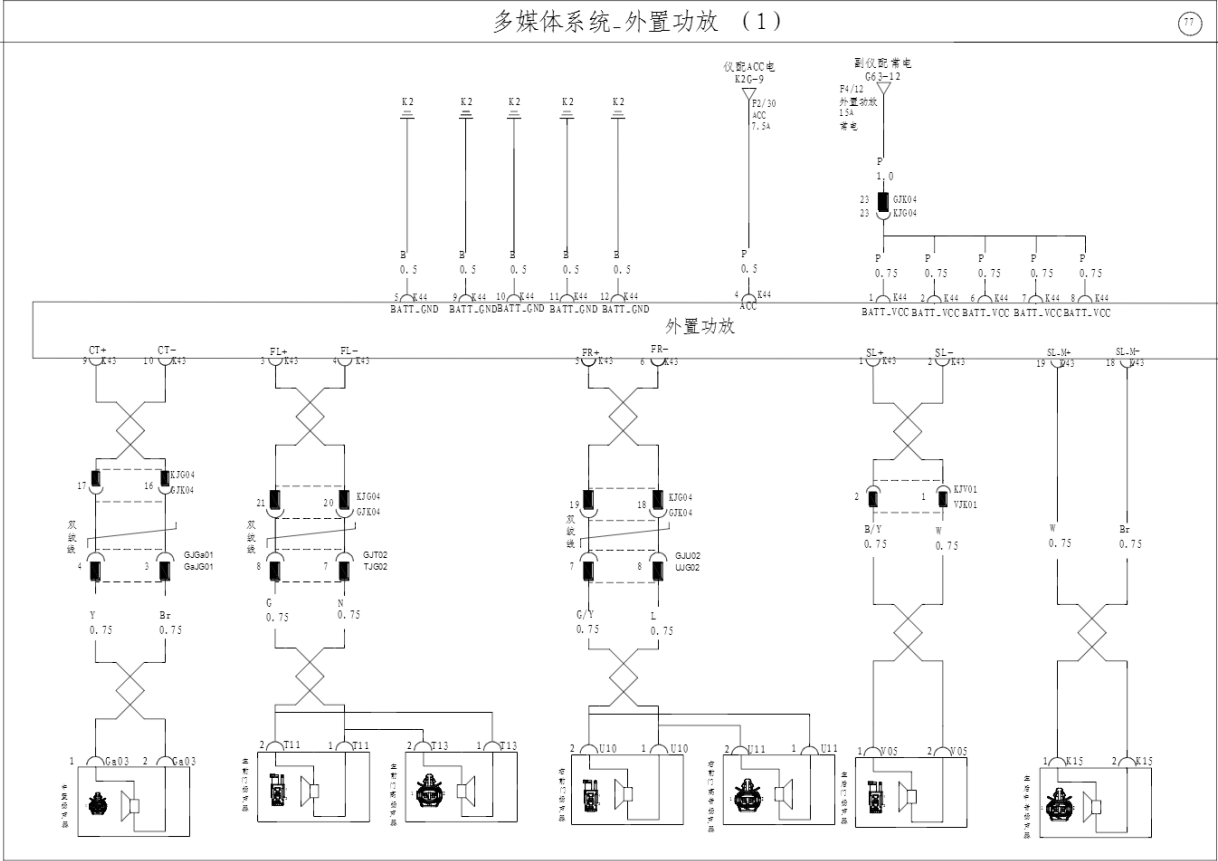 多媒体系统-外置功放 (1)
77
仪配ACC电
K2G-9
副仪配常电
G63-12
F4/12
外置功放
15A
常电
K2 K2 K2 K2 K2
F2/30
ACC
7.5A
P
1.0
23 GJK04
23 KJG04
B B B B B P P P P P P
0.5 0.5 0.5 0.5 0.5 0.5 0.75 0.75 0.75 0.75 0.75
5 K44 9 K44 10 K44 11 K44 12 K44 4 K44 1 K44 2 K44 6 K44 7 K44 8 K44
BATT_GND BATT_GND BATT_GND BATT_GND BATT_GND ACC BATT_VCC BATT_VCC BATT_VCC BATT_VCC BATT_VCC
外置功放
CT+ CT- FL+ FL- FR+ FR- SL+ SL- SL-M+ SL-M-
9 K43 10 K43 3 K43 4 K43 5 K43 6 K43 1 K43 2 K43 19 K43 18 K43
17 16 KJG04
GJK04
21 20 KJG04
GJK04
19 18 KJG04
GJK04
2 1 KJV01
VJK01
双绞线 双绞线 双绞线
B/Y W W Br
0.75 0.75 0.75 0.75
4 3 GJGa01
GaJG01
8 7 GJT02
TJG02
7 8 GJU02
UJG02
Y Br G N G/Y L
0.75 0.75 0.75 0.75 0.75 0.75
1 Ga03 2 Ga03 2 T11 1 T11 2 T13 1 T13 2 U10 1 U10 2 U11 1 U11 1 V05 2 V05 1 K15 2 K15